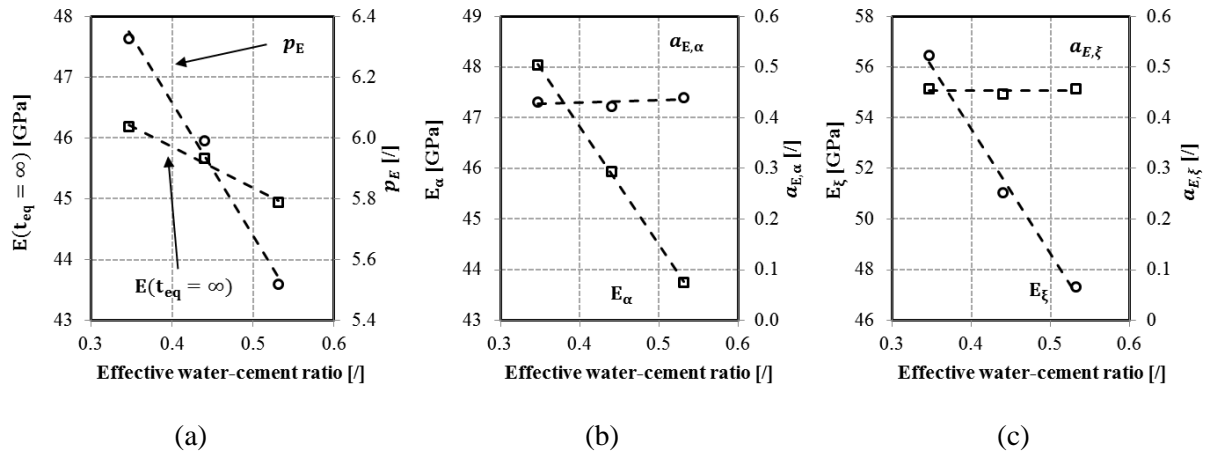 48
47
46
45
44
43
E(t_eq = ∞) [GPa]
6.4
6.2
6.0
5.8
5.6
5.4
p_E [/]
p_E
E(t_eq = ∞)
0.3 0.4 0.5 0.6
Effective water-cement ratio [/]
(a)
49
48
47
46
45
44
43
E_α [GPa]
0.6
0.5
0.4
0.3
0.2
0.1
0.0
a_E,α [/]
a_E,α
E_α
0.3 0.4 0.5 0.6
Effective water-cement ratio [/]
(b)
58
56
54
52
50
48
46
E_ξ [GPa]
0.6
0.5
0.4
0.3
0.2
0.1
0
a_E,ξ [/]
a_E,ξ
E_ξ
0.3 0.4 0.5 0.6
Effective water-cement ratio [/]
(c)